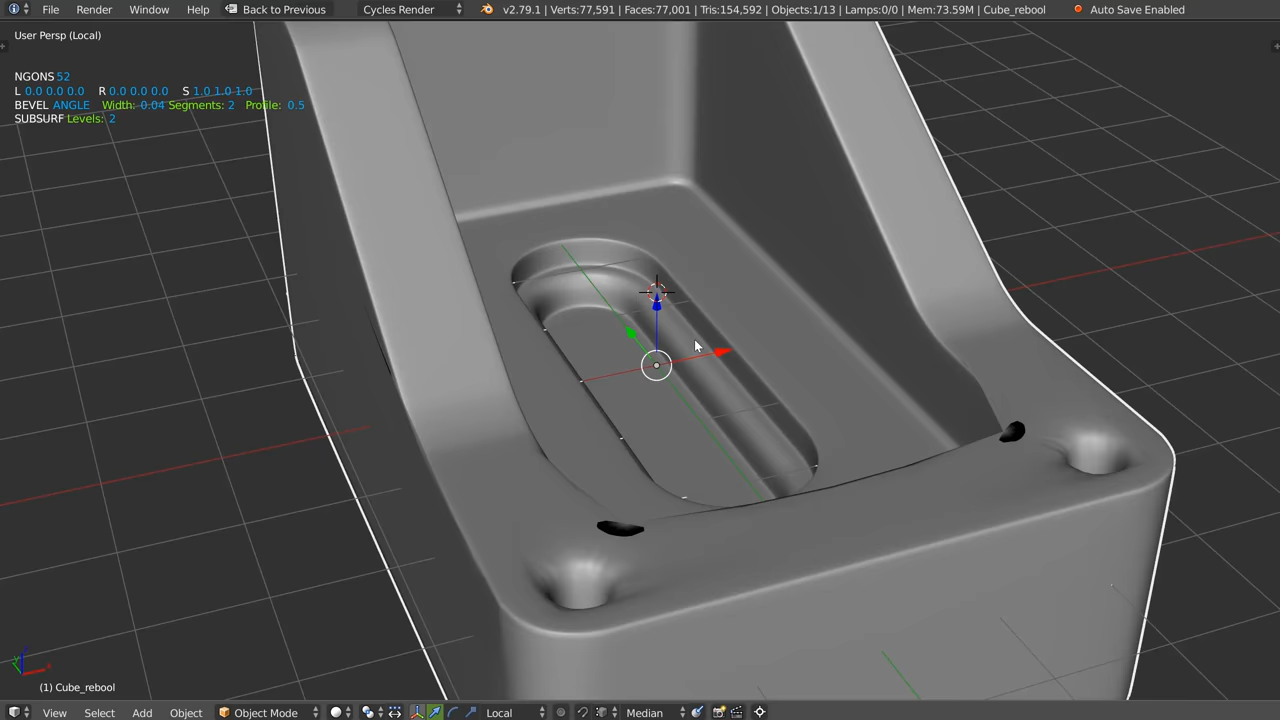 File Render Window Help Back to Previous Cycles Render v2.79.1 | Verts:77,591 | Faces:77,001 | Tris:154,592 | Objects:1/13 | Lamps:0/0 | Mem:73.59M | Cube_rebool Auto Save Enabled
User Persp (Local)
NGONS 52
L 0.0 0.0 0.0 R 0.0 0.0 0.0 S 1.0 1.0 1.0
BEVEL ANGLE Width: 0.04 Segments: 2 Profile: 0.5
SUBSURF Levels: 2
(1) Cube_rebool
View Select Add Object Object Mode Local Median